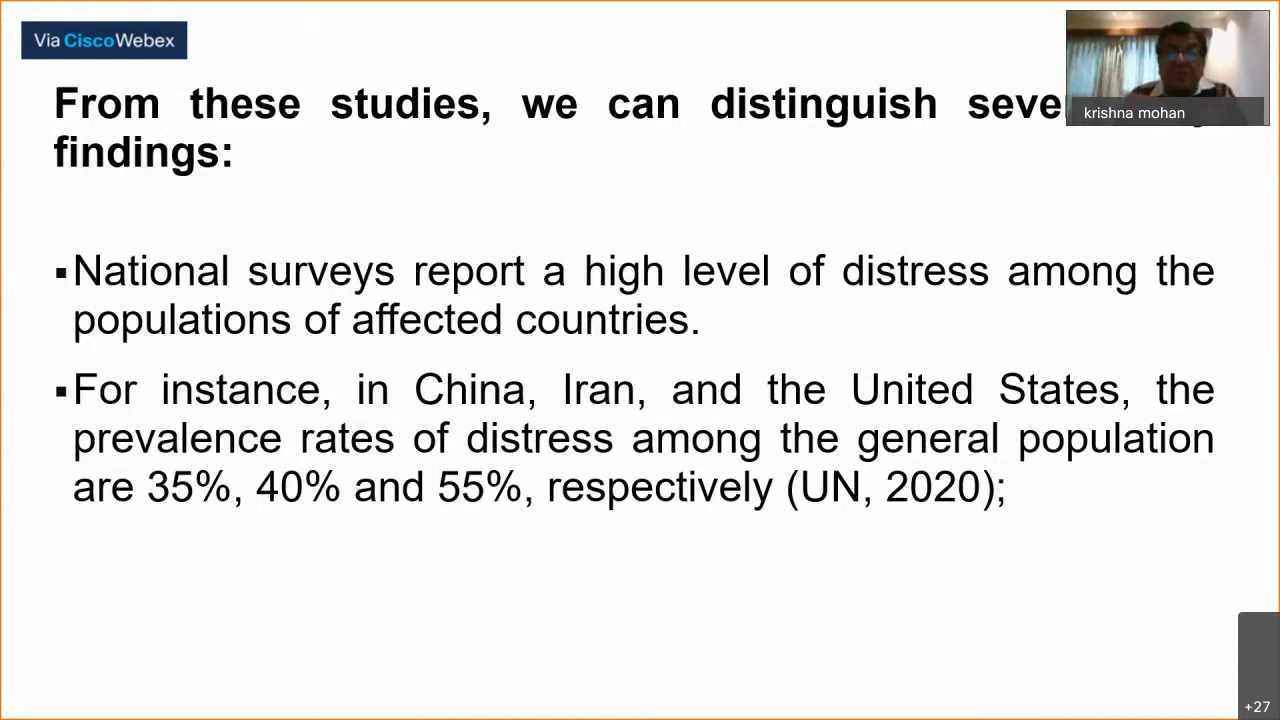 Via CiscoWebex
krishna mohan
From these studies, we can distinguish
findings:
▪National surveys report a high level of distress among the
populations of affected countries.
▪For instance, in China, Iran, and the United States, the
prevalence rates of distress among the general population
are 35%, 40% and 55%, respectively (UN, 2020);
+27